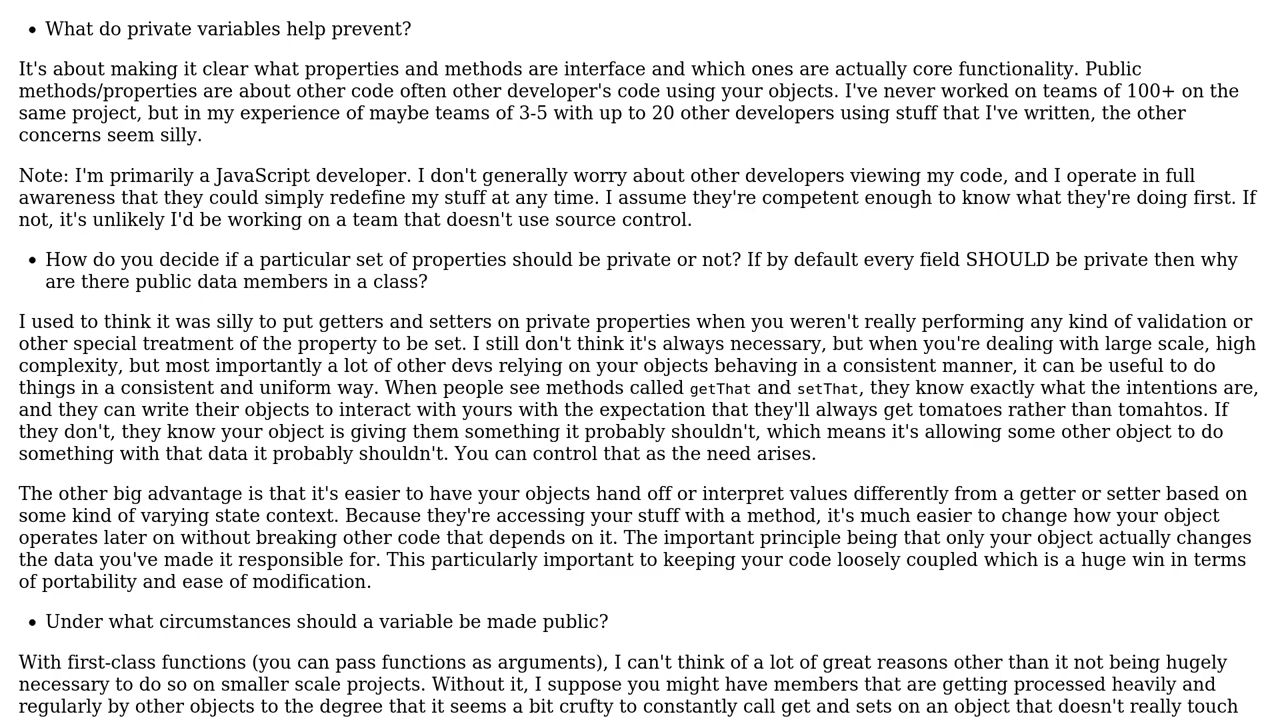 • What do private variables help prevent?
It's about making it clear what properties and methods are interface and which ones are actually core functionality. Public
methods/properties are about other code often other developer's code using your objects. I've never worked on teams of 100+ on the
same project, but in my experience of maybe teams of 3-5 with up to 20 other developers using stuff that I've written, the other
concerns seem silly.
Note: I'm primarily a JavaScript developer. I don't generally worry about other developers viewing my code, and I operate in full
awareness that they could simply redefine my stuff at any time. I assume they're competent enough to know what they're doing first. If
not, it's unlikely I'd be working on a team that doesn't use source control.
• How do you decide if a particular set of properties should be private or not? If by default every field SHOULD be private then why
are there public data members in a class?
I used to think it was silly to put getters and setters on private properties when you weren't really performing any kind of validation or
other special treatment of the property to be set. I still don't think it's always necessary, but when you're dealing with large scale, high
complexity, but most importantly a lot of other devs relying on your objects behaving in a consistent manner, it can be useful to do
things in a consistent and uniform way. When people see methods called getThat and setThat, they know exactly what the intentions are,
and they can write their objects to interact with yours with the expectation that they'll always get tomatoes rather than tomahtos. If
they don't, they know your object is giving them something it probably shouldn't, which means it's allowing some other object to do
something with that data it probably shouldn't. You can control that as the need arises.
The other big advantage is that it's easier to have your objects hand off or interpret values differently from a getter or setter based on
some kind of varying state context. Because they're accessing your stuff with a method, it's much easier to change how your object
operates later on without breaking other code that depends on it. The important principle being that only your object actually changes
the data you've made it responsible for. This particularly important to keeping your code loosely coupled which is a huge win in terms
of portability and ease of modification.
• Under what circumstances should a variable be made public?
With first-class functions (you can pass functions as arguments), I can't think of a lot of great reasons other than it not being hugely
necessary to do so on smaller scale projects. Without it, I suppose you might have members that are getting processed heavily and
regularly by other objects to the degree that it seems a bit crufty to constantly call get and sets on an object that doesn't really touch